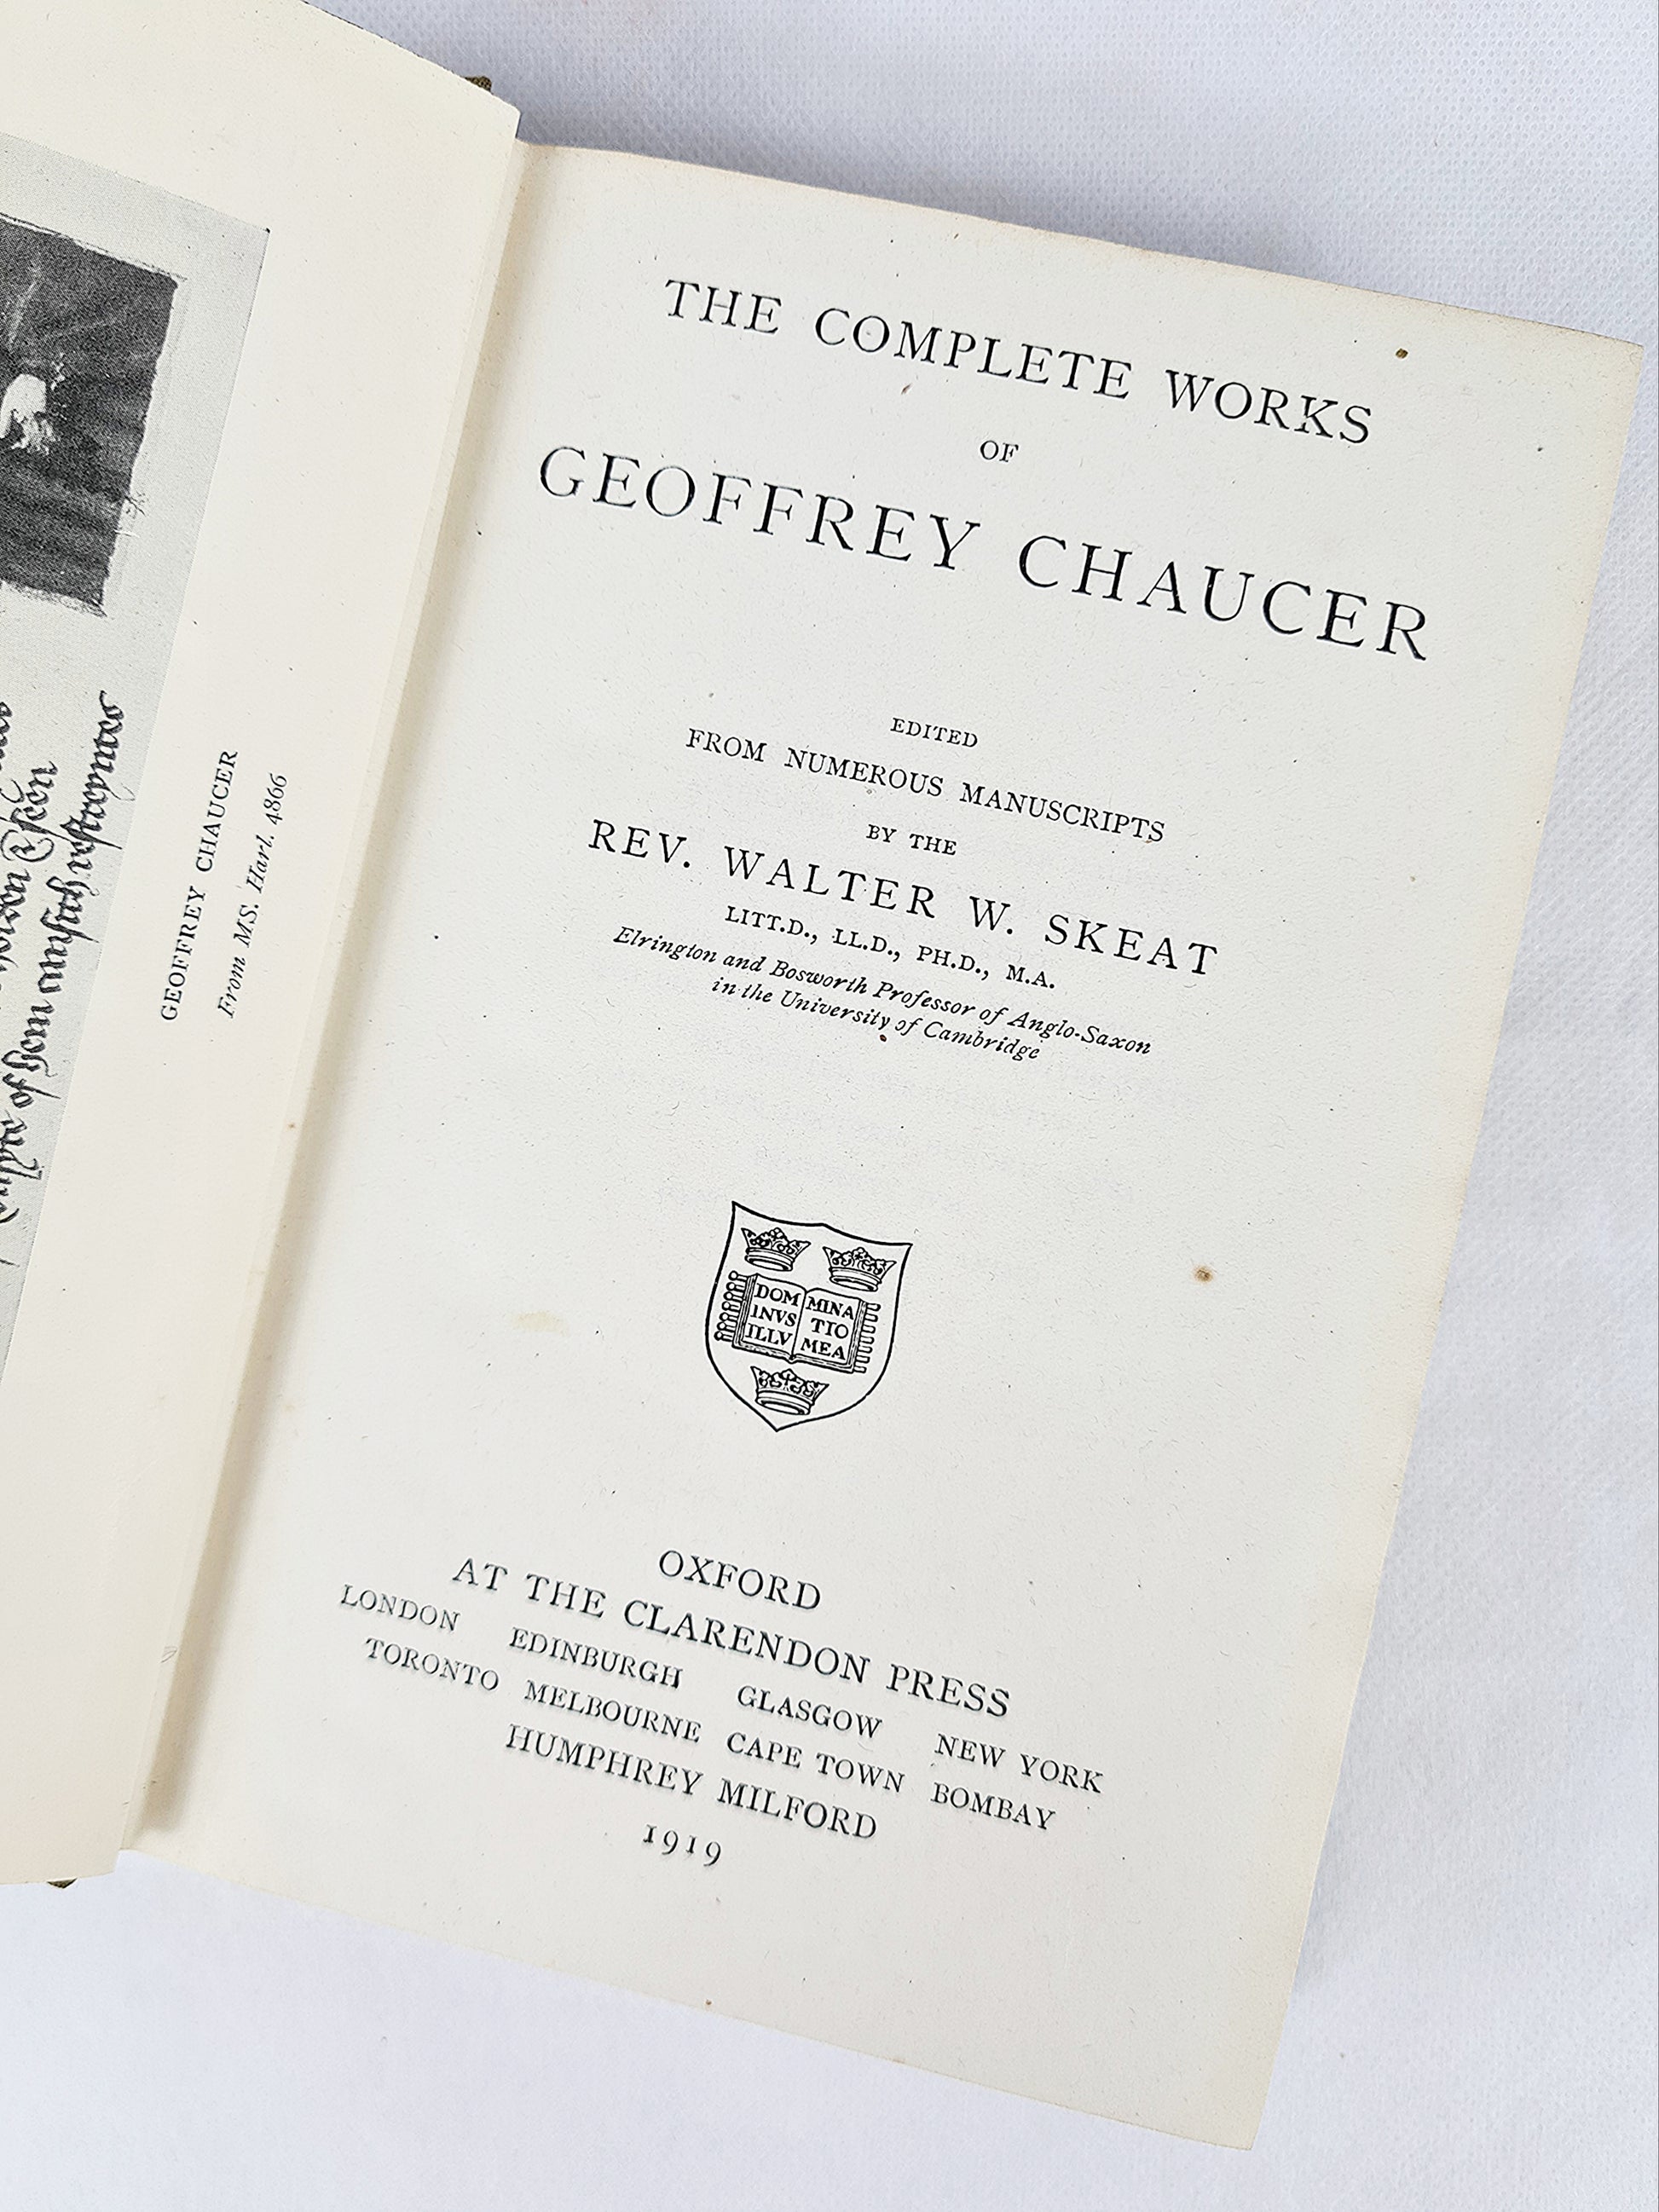 GEOFFREY CHAUCER
From MS. Harl. 4866
THE COMPLETE WORKS
OF
GEOFFREY CHAUCER
EDITED
FROM NUMEROUS MANUSCRIPTS
BY THE
REV. WALTER W. SKEAT
LITT.D., LL.D., PH.D., M.A.
Elrington and Bosworth Professor of Anglo-Saxon
in the University of Cambridge
DOM MINA
INVS TIO
ILLV MEA
OXFORD
AT THE CLARENDON PRESS
LONDON EDINBURGH GLASGOW NEW YORK
TORONTO MELBOURNE CAPE TOWN BOMBAY
HUMPHREY MILFORD
1919